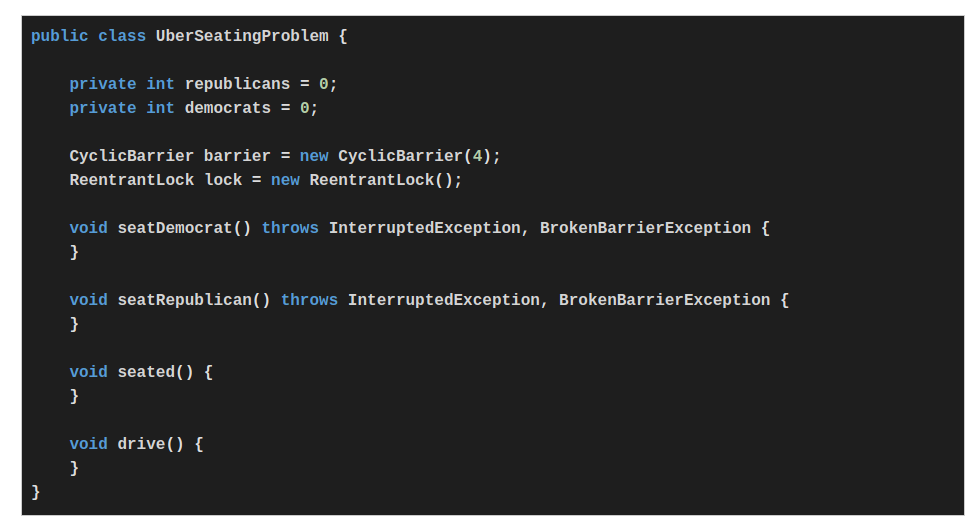 public class UberSeatingProblem {
private int republicans = 0;
private int democrats = 0;
CyclicBarrier barrier = new CyclicBarrier(4);
ReentrantLock lock = new ReentrantLock();
void seatDemocrat() throws InterruptedException, BrokenBarrierException {
}
void seatRepublican() throws InterruptedException, BrokenBarrierException {
}
void seated() {
}
void drive() {
}
}